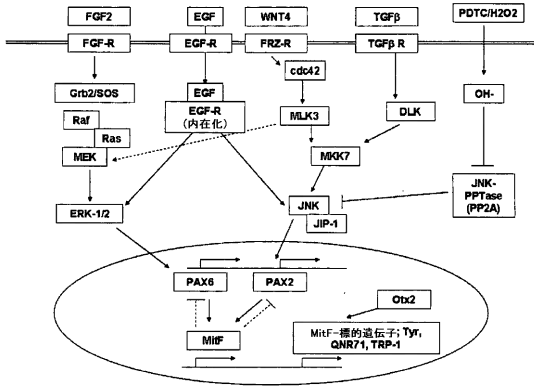 FGF2
EGF
WNT4
TGFβ
PDTC/H2O2
FGF-R
EGF-R
FRZ-R
TGFβ R
cdc42
Grb2/SOS
EGF
EGF-R
(内在化)
MLK3
DLK
OH-
Raf
Ras
MEK
MKK7
ERK-1/2
JNK
JIP-1
JNK-
PPTase
(PP2A)
PAX6
PAX2
Otx2
MitF
MitF-標的遺伝子; Tyr,
QNR71, TRP-1